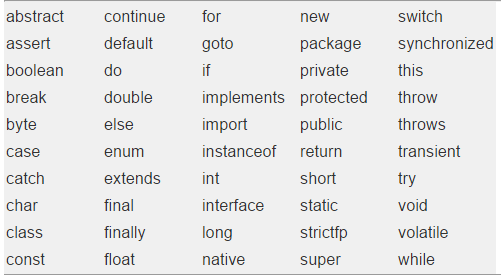 abstract continue for new switch
assert default goto package synchronized
boolean do if private this
break double implements protected throw
byte else import public throws
case enum instanceof return transient
catch extends int short try
char final interface static void
class finally long strictfp volatile
const float native super while